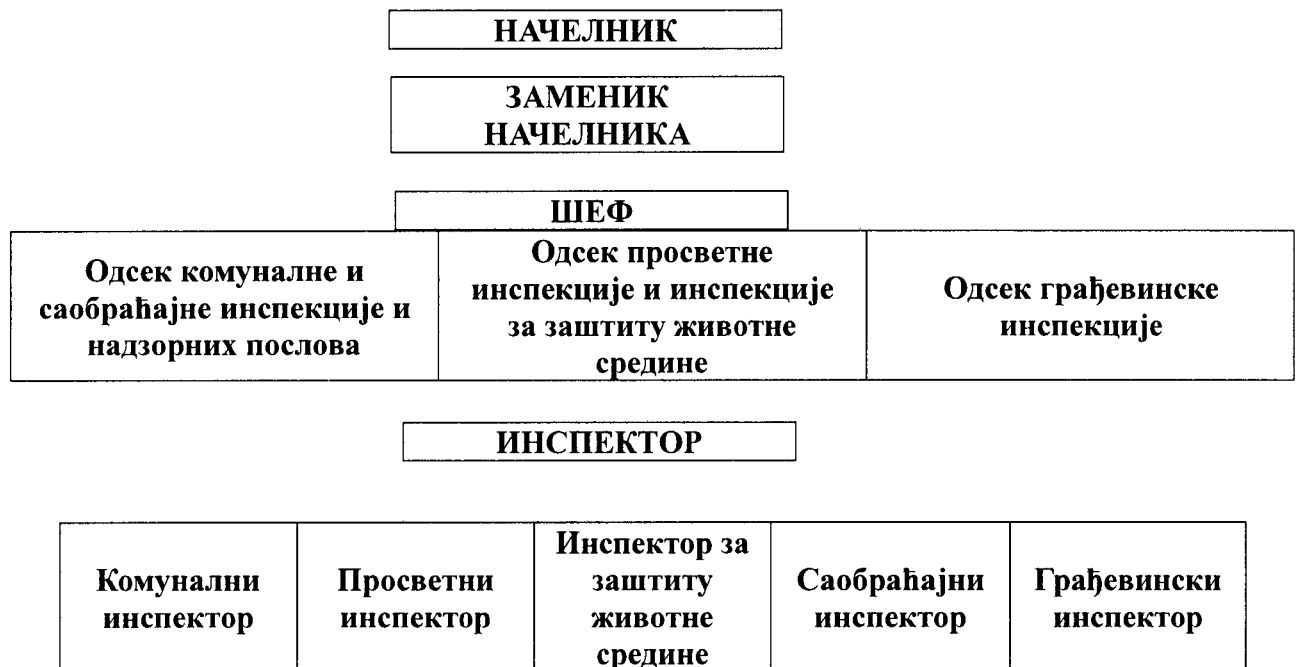 НАЧЕЛНИК
ЗАМЕНИК
НАЧЕЛНИКА
ШЕФ
Одсек комуналне и
саобраћајне инспекције и
надзорних послова
Одсек просветне
инспекције и инспекције
за заштиту животне
средине
Одсек грађевинске
инспекције
ИНСПЕКТОР
Комунални
инспектор
Просветни
инспектор
Инспектор за
заштиту
животне
средине
Саобраћајни
инспектор
Грађевински
инспектор